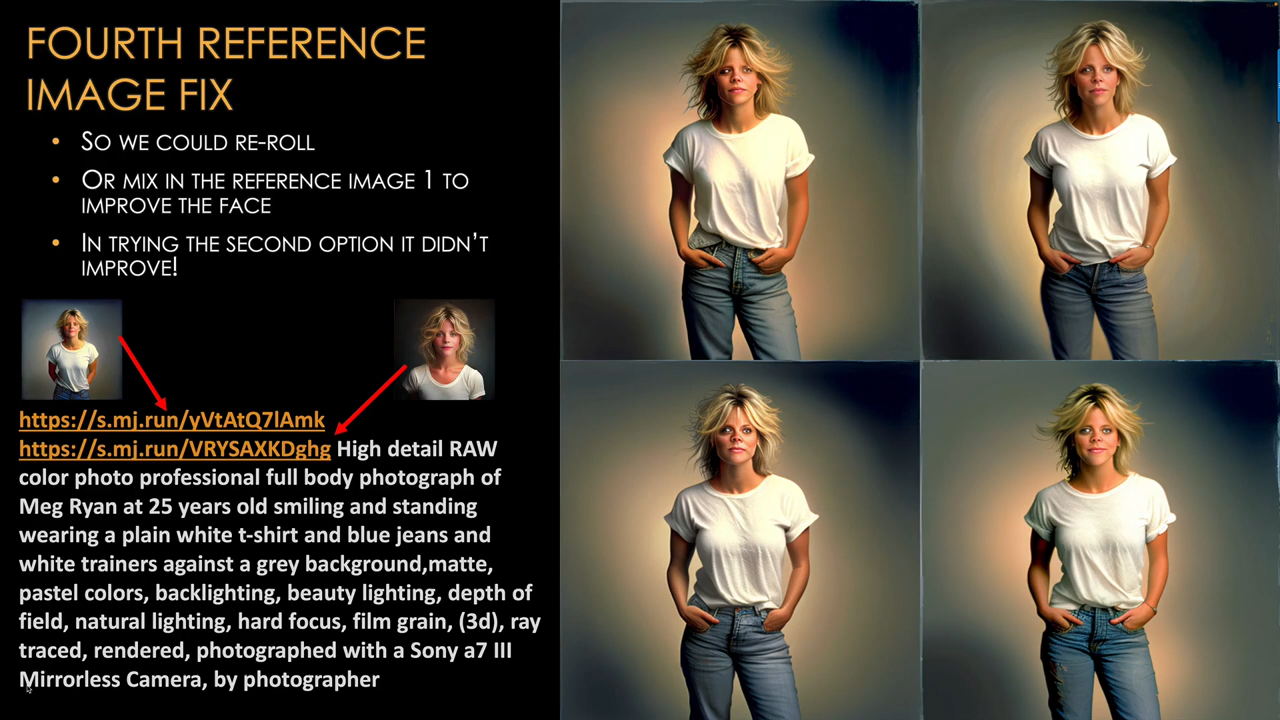 FOURTH REFERENCE
IMAGE FIX
• SO WE COULD RE-ROLL
• OR MIX IN THE REFERENCE IMAGE 1 TO
IMPROVE THE FACE
• IN TRYING THE SECOND OPTION IT DIDN'T
IMPROVE!
https://s.mj.run/yVtAtQ7lAmk
https://s.mj.run/VRYSAXKDghg High detail RAW
color photo professional full body photograph of
Meg Ryan at 25 years old smiling and standing
wearing a plain white t-shirt and blue jeans and
white trainers against a grey background,matte,
pastel colors, backlighting, beauty lighting, depth of
field, natural lighting, hard focus, film grain, (3d), ray
traced, rendered, photographed with a Sony a7 III
Mirrorless Camera, by photographer